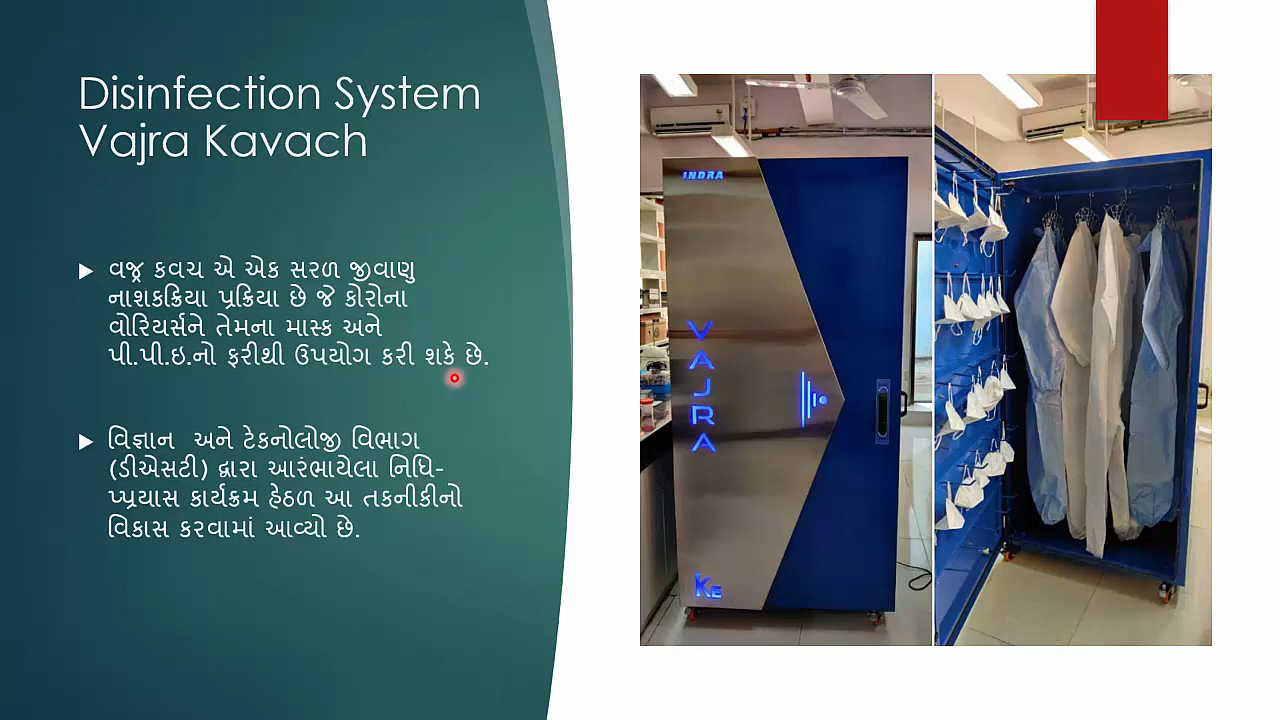 Disinfection System
Vajra Kavach
વજ્ર કવચ એ એક સરળ જીવાણુ
નાશકક્રિયા પ્રક્રિયા છે જે કોરોના
વોરિયર્સને તેમના માસ્ક અને
પી.પી.ઇ.નો ફરીથી ઉપયોગ કરી શકે છે.
વિજ્ઞાન અને ટેકનોલોજી વિભાગ
(ડીએસટી) દ્વારા આરંભાયેલા નિધિ-
પ્પ્રયાસ કાર્યક્રમ હેઠળ આ તકનીકીનો
વિકાસ કરવામાં આવ્યો છે.
INDRA
VAJRA
KE